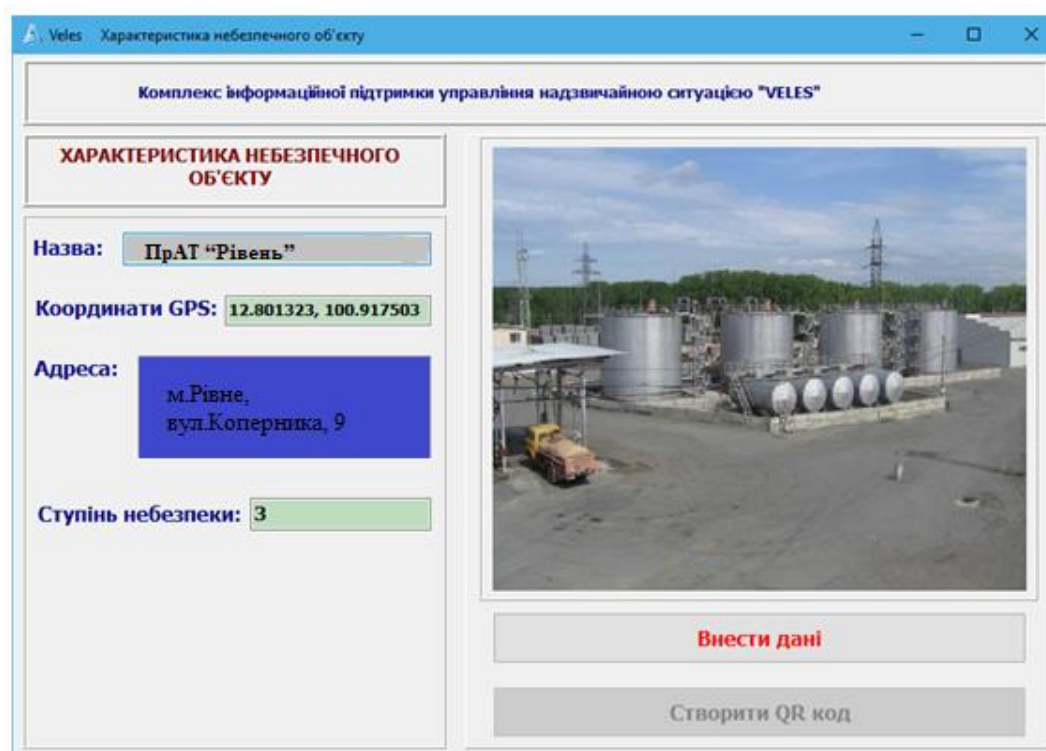 Veles Характеристика небезпечного об'єкту
Комплекс інформаційної підтримки управління надзвичайною ситуацією "VELES"
ХАРАКТЕРИСТИКА НЕБЕЗПЕЧНОГО
ОБ'ЄКТУ
Назва: ПрАТ “Рівень”
Координати GPS: 12.801323, 100.917503
Адреса: м.Рівне,
вул.Коперника, 9
Ступінь небезпеки: 3
Внести дані
Створити QR код